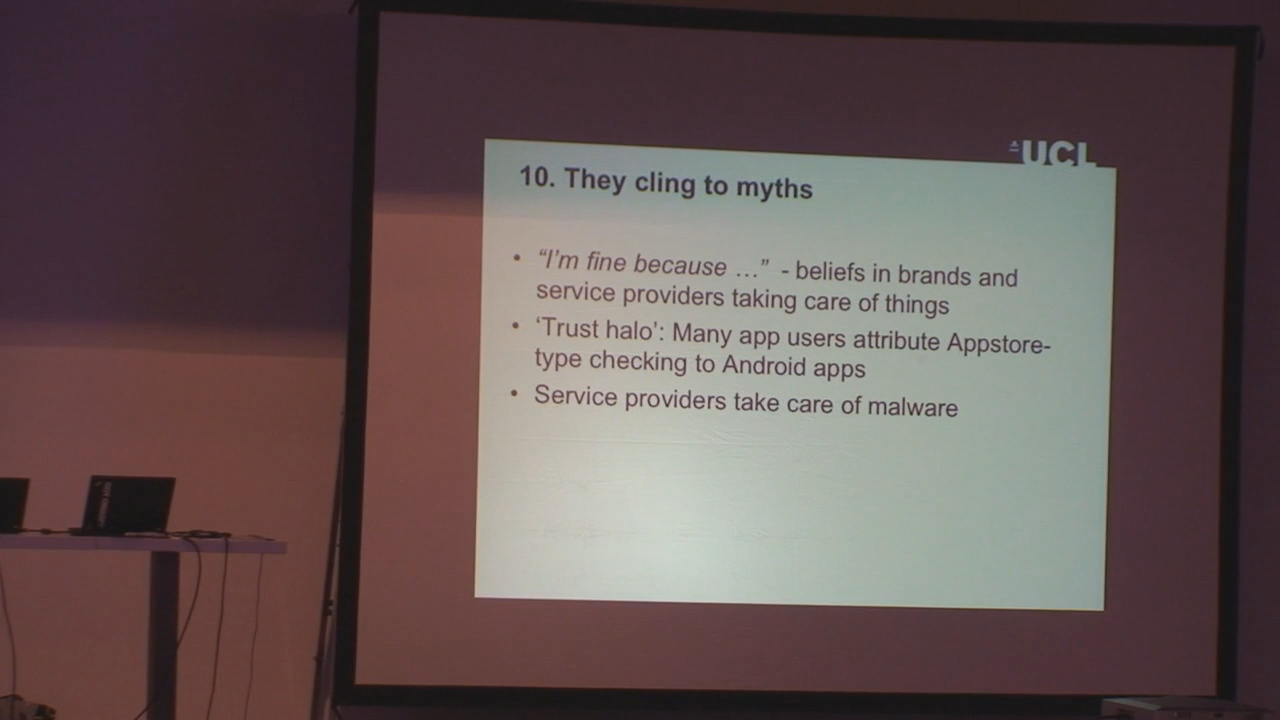 UCL
10. They cling to myths
• “I’m fine because …” - beliefs in brands and
service providers taking care of things
• ‘Trust halo’: Many app users attribute Appstore-
type checking to Android apps
• Service providers take care of malware